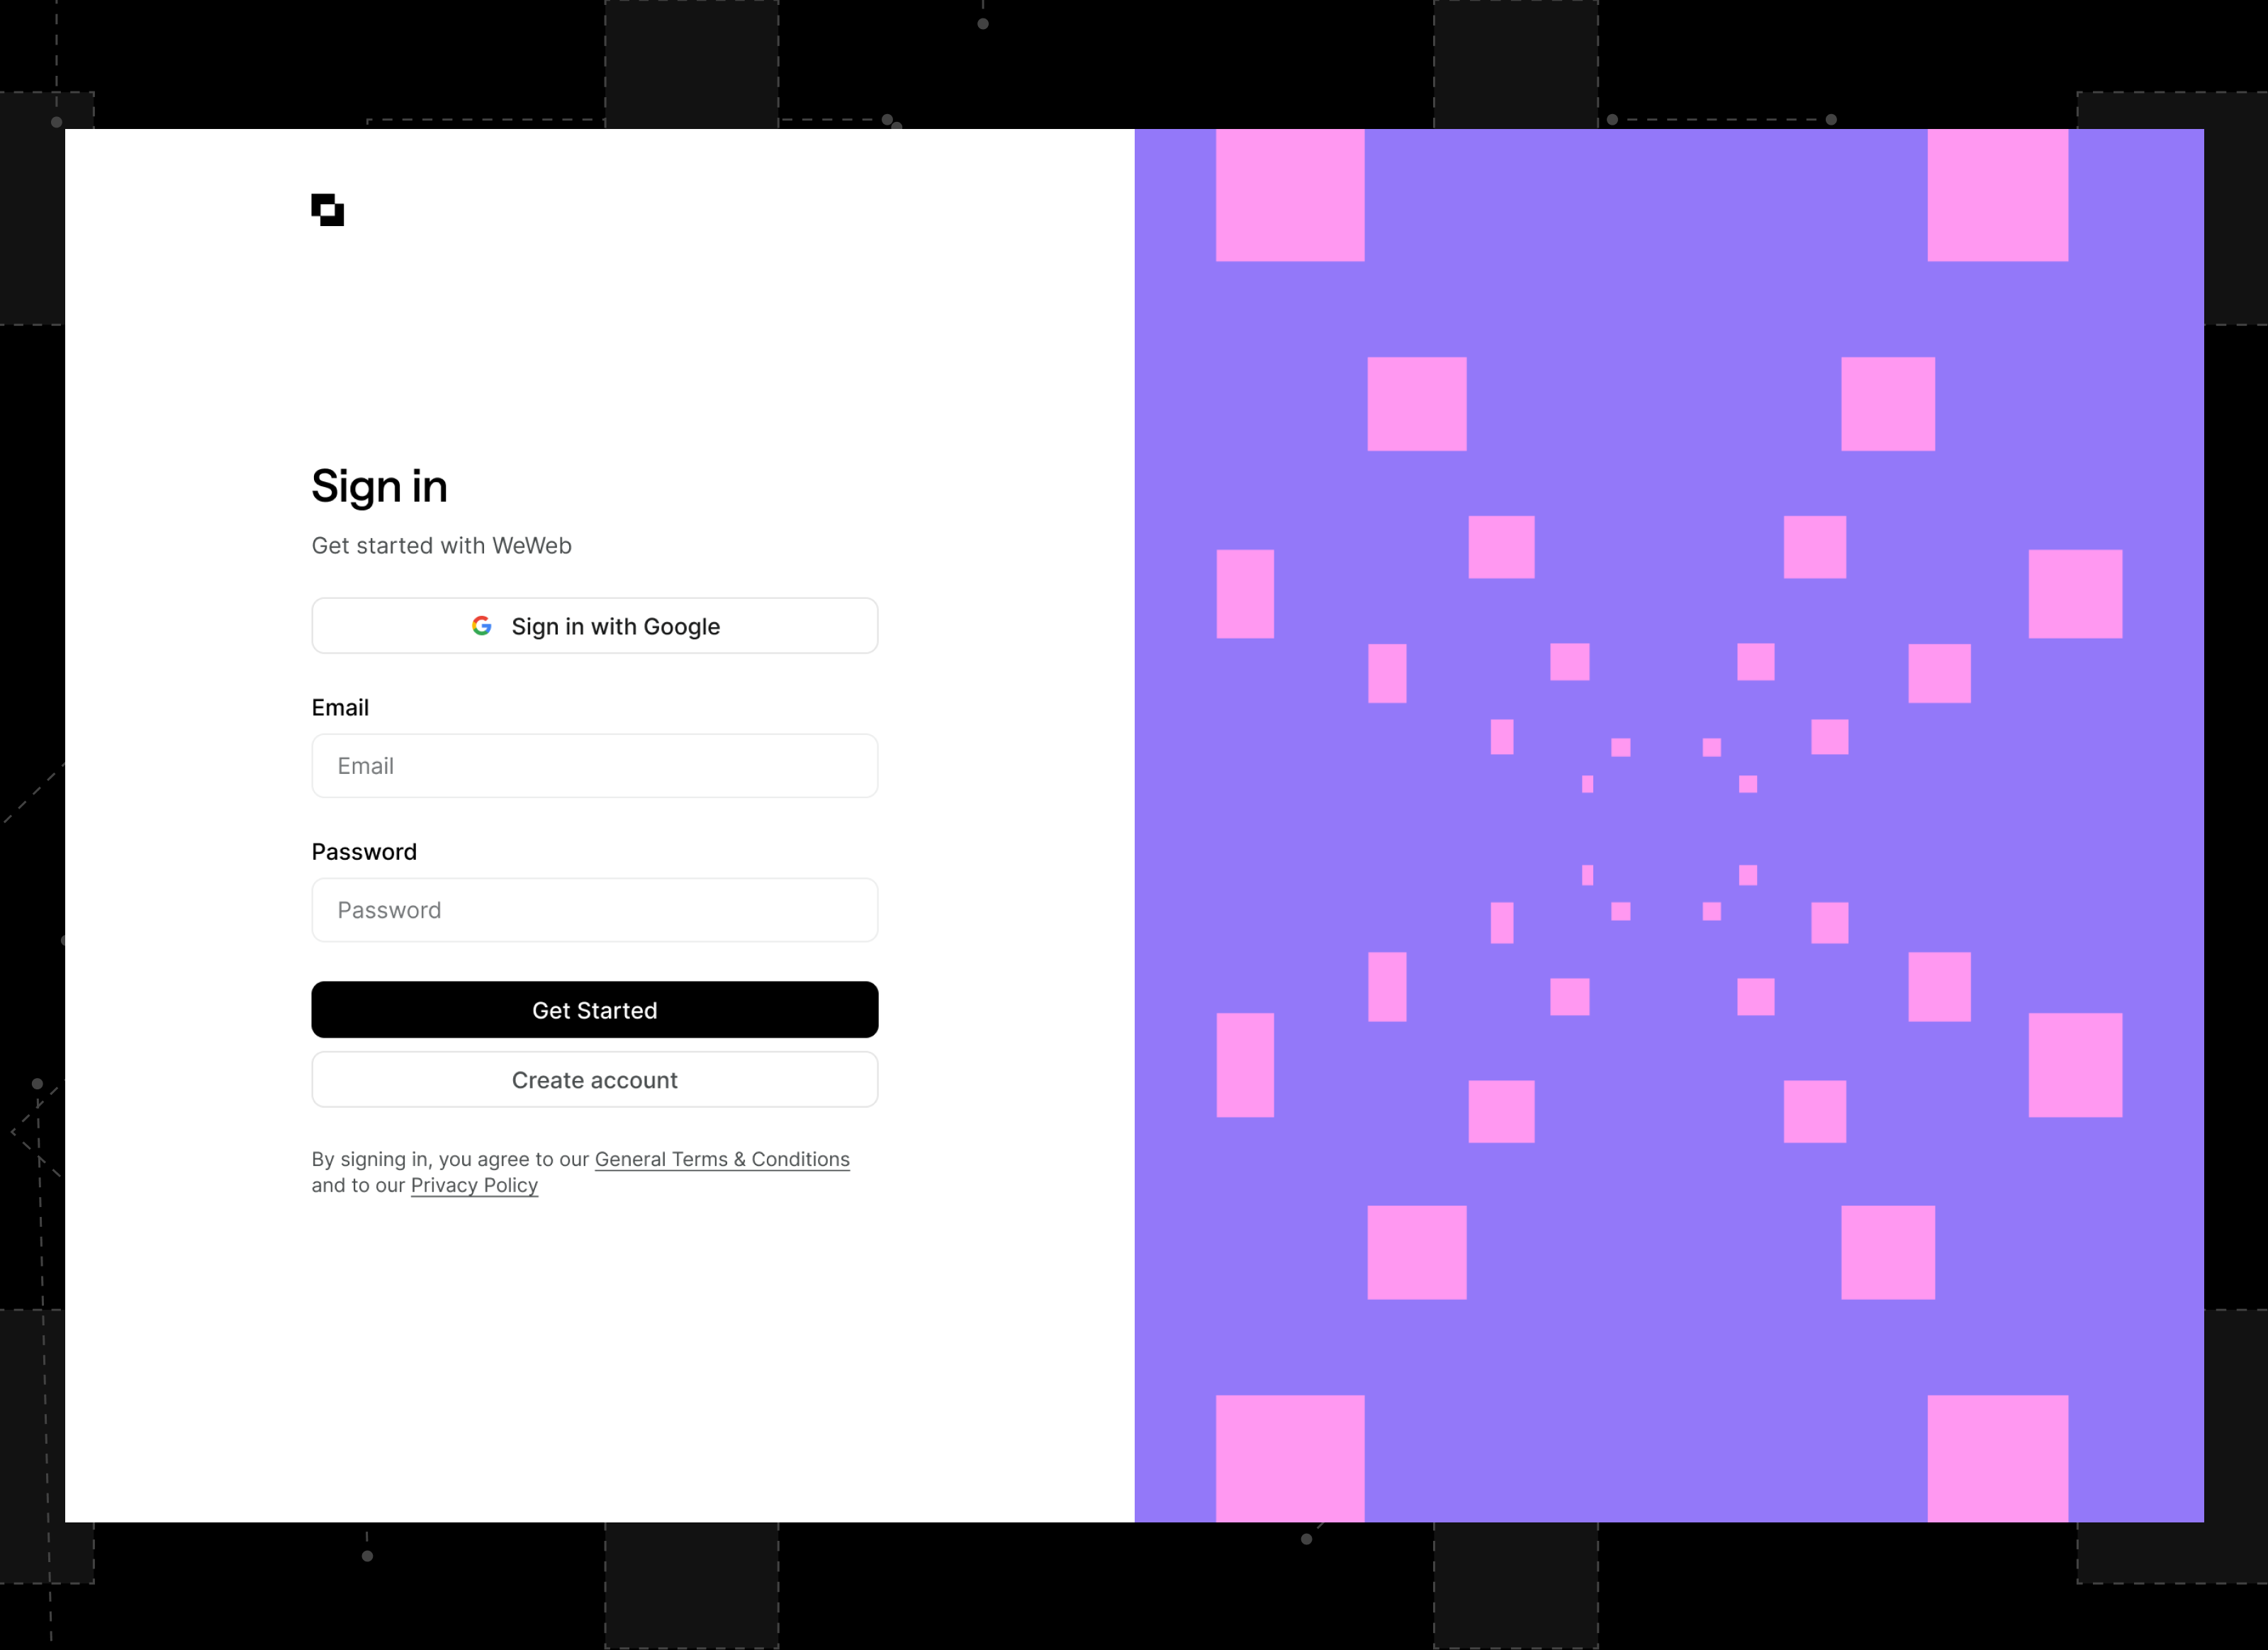 Sign in
Get started with WeWeb
Sign in with Google
Email
Email
Password
Password
Get Started
Create account
By signing in, you agree to our General Terms & Conditions
and to our Privacy Policy